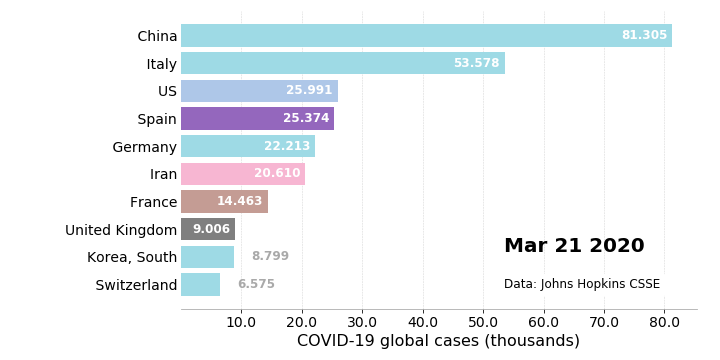 China 81.305
Italy 53.578
US 25.991
Spain 25.374
Germany 22.213
Iran 20.610
France 14.463
United Kingdom 9.006
Korea, South 8.799
Switzerland 6.575
Mar 21 2020
Data: Johns Hopkins CSSE
10.0 20.0 30.0 40.0 50.0 60.0 70.0 80.0
COVID-19 global cases (thousands)